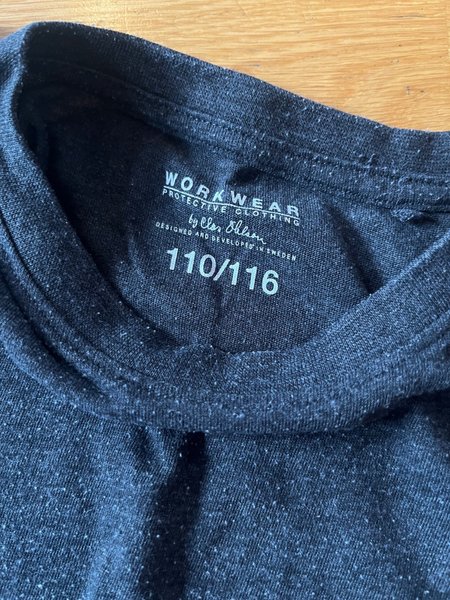 WORKWEAR
PROTECTIVE CLOTHING
by Clas Ohlson
DESIGNED AND DEVELOPED IN SWEDEN
110/116